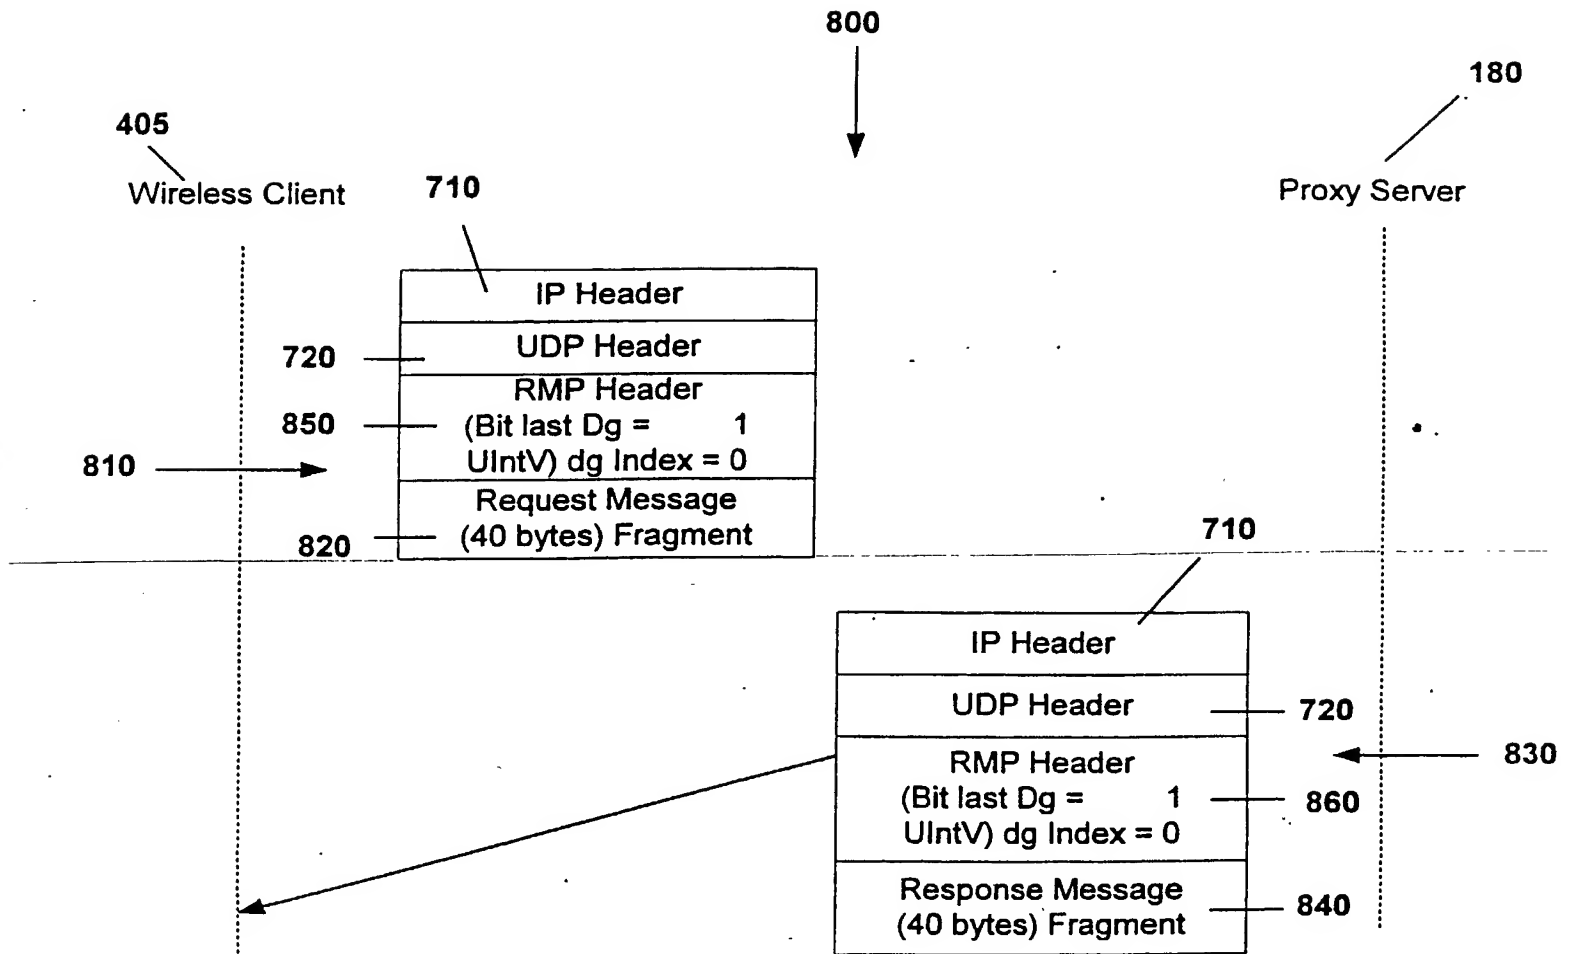 800
180
405
Wireless Client
710
Proxy Server
IP Header
UDP Header
720
RMP Header
(Bit last Dg = 1
850
UIntV) dg Index = 0
810
Request Message
(40 bytes) Fragment
820
710
IP Header
UDP Header
720
RMP Header
830
(Bit last Dg = 1
860
UIntV) dg Index = 0
Response Message
840
(40 bytes) Fragment